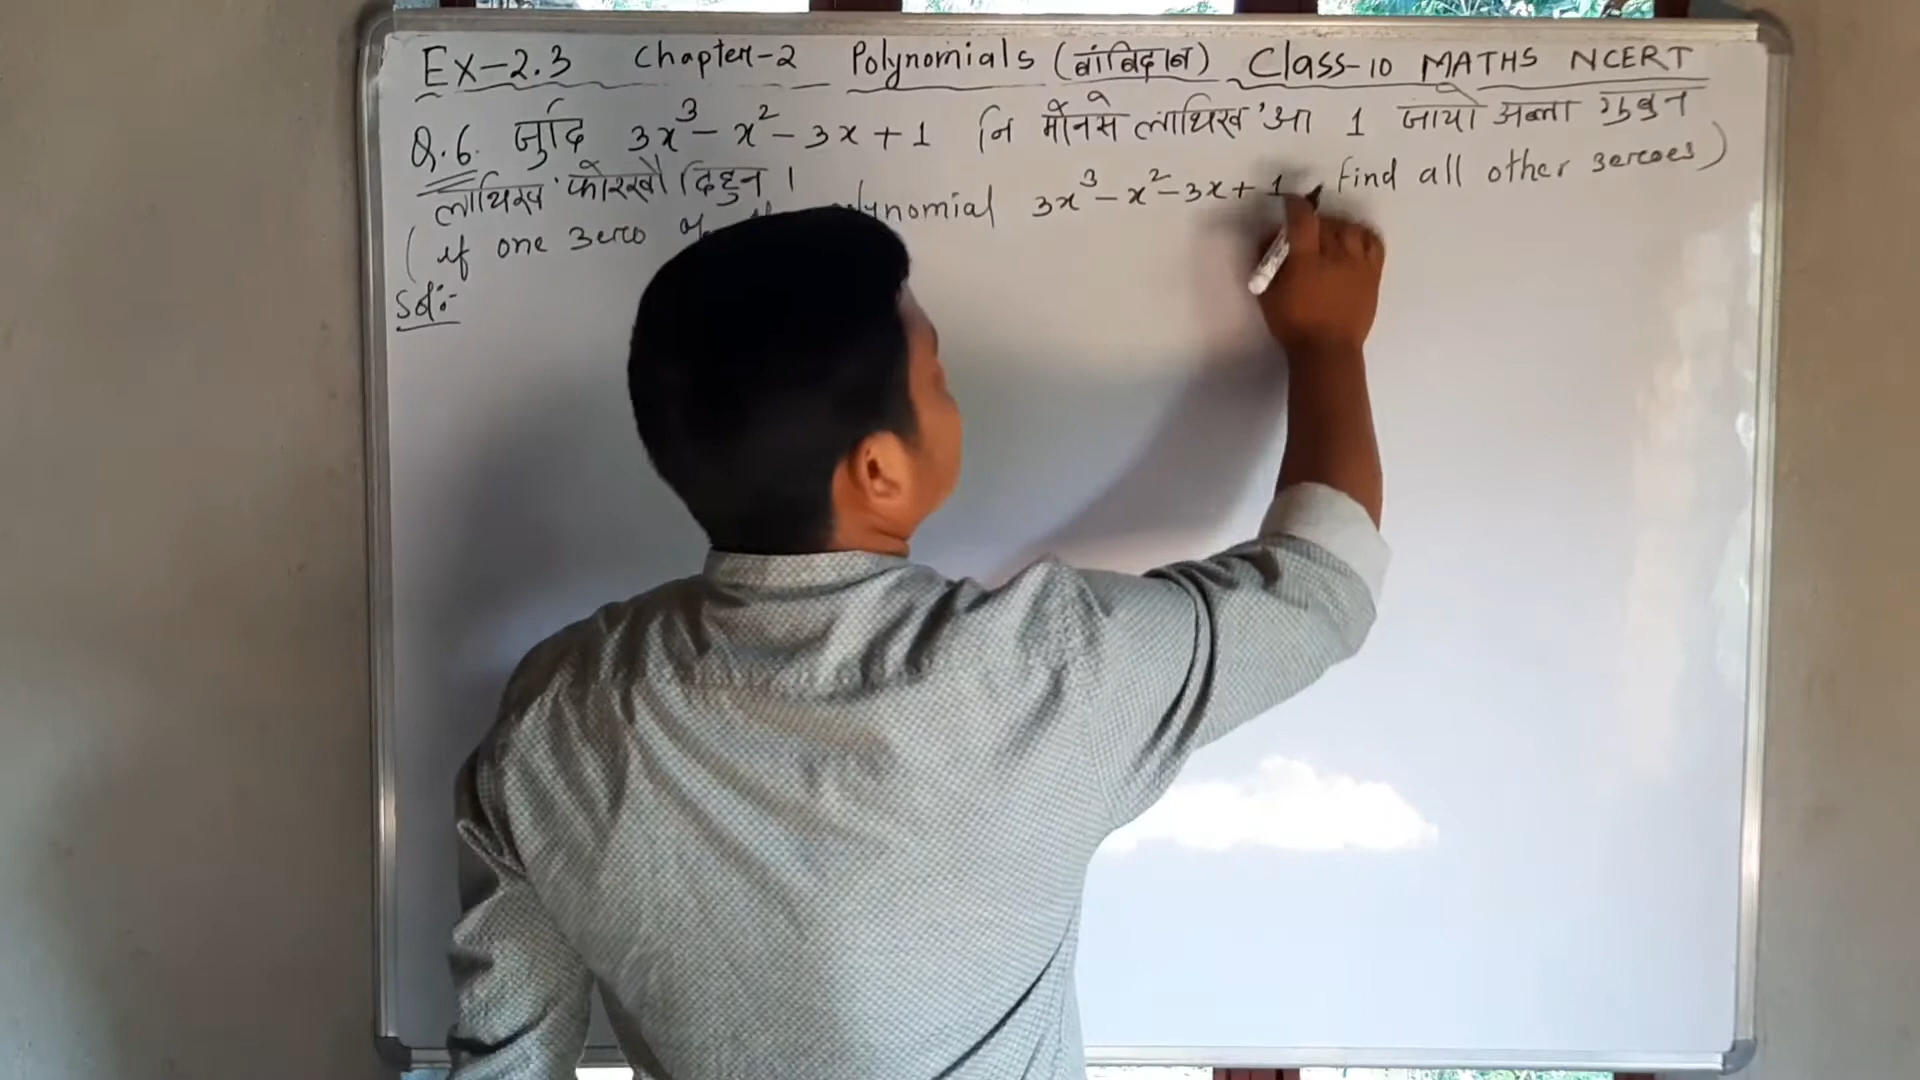 Ex-2.3 Chapter-2 Polynomials (बांबिदाब) Class-10 MATHS NCERT
Q.6. जुदि 3x³ - x² - 3x + 1 नि मोनसे लाथिख'आ 1 जायो अब्ला गुबुन
लाथिख'फोरखौ दिहुन।
(if one zero of polynomial 3x³ - x² - 3x + 1 find all other zeroes)
Sol:-